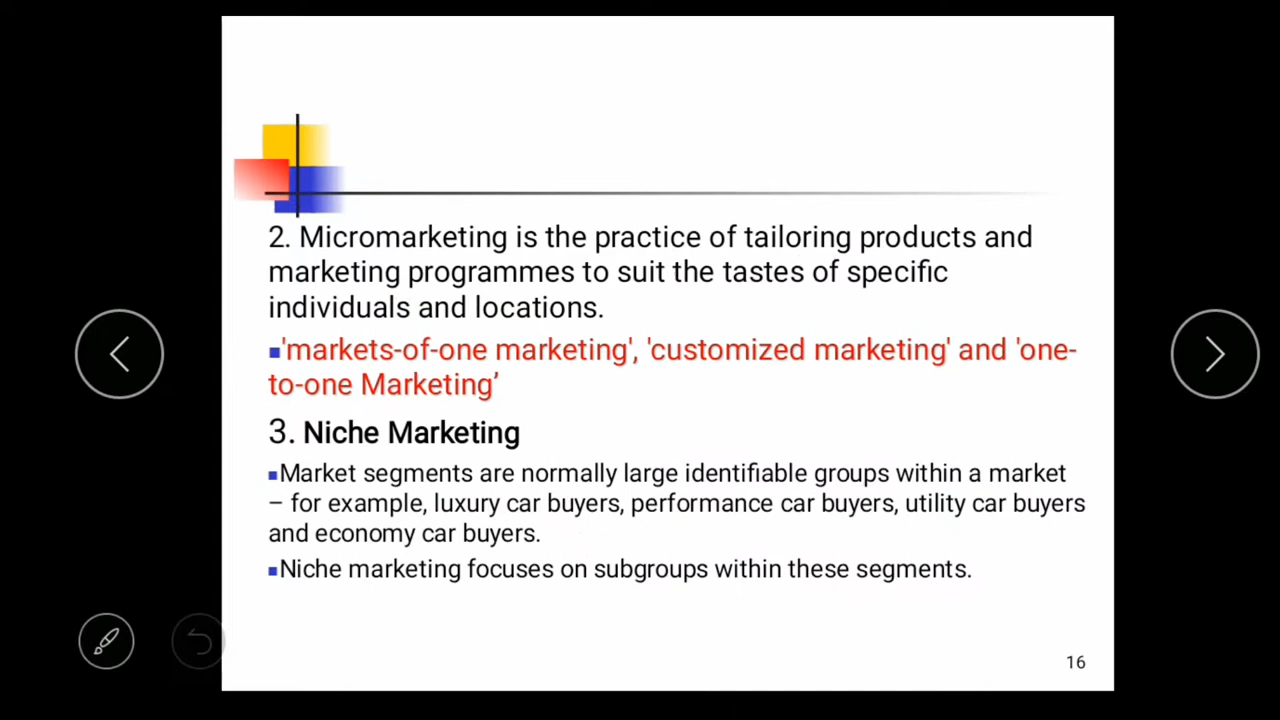 2. Micromarketing is the practice of tailoring products and
marketing programmes to suit the tastes of specific
individuals and locations.
'markets-of-one marketing', 'customized marketing' and 'one-
to-one Marketing’
3. Niche Marketing
Market segments are normally large identifiable groups within a market
– for example, luxury car buyers, performance car buyers, utility car buyers
and economy car buyers.
Niche marketing focuses on subgroups within these segments.
16